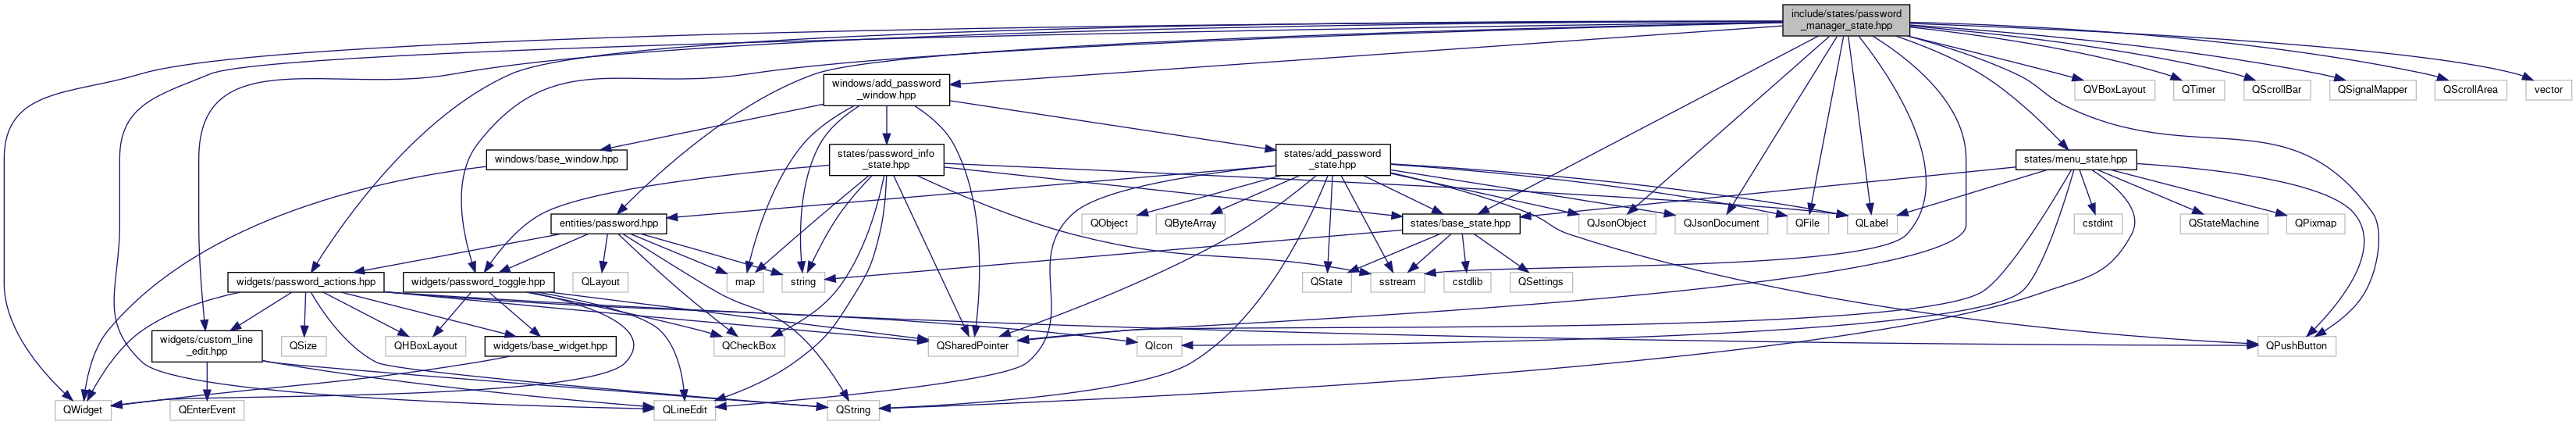 include/states/password
_manager_state.hpp
windows/add_password
_window.hpp
QVBoxLayout
QTimer
QScrollBar
QSignalMapper
QScrollArea
vector
windows/base_window.hpp
states/password_info
_state.hpp
states/add_password
_state.hpp
states/menu_state.hpp
entities/password.hpp
QObject
QByteArray
states/base_state.hpp
QJsonObject
QJsonDocument
QFile
QLabel
cstdint
QStateMachine
QPixmap
widgets/password_actions.hpp
widgets/password_toggle.hpp
QLayout
map
string
QState
sstream
cstdlib
QSettings
widgets/custom_line
_edit.hpp
QSize
QHBoxLayout
widgets/base_widget.hpp
QCheckBox
QSharedPointer
QIcon
QPushButton
QWidget
QEnterEvent
QLineEdit
QString